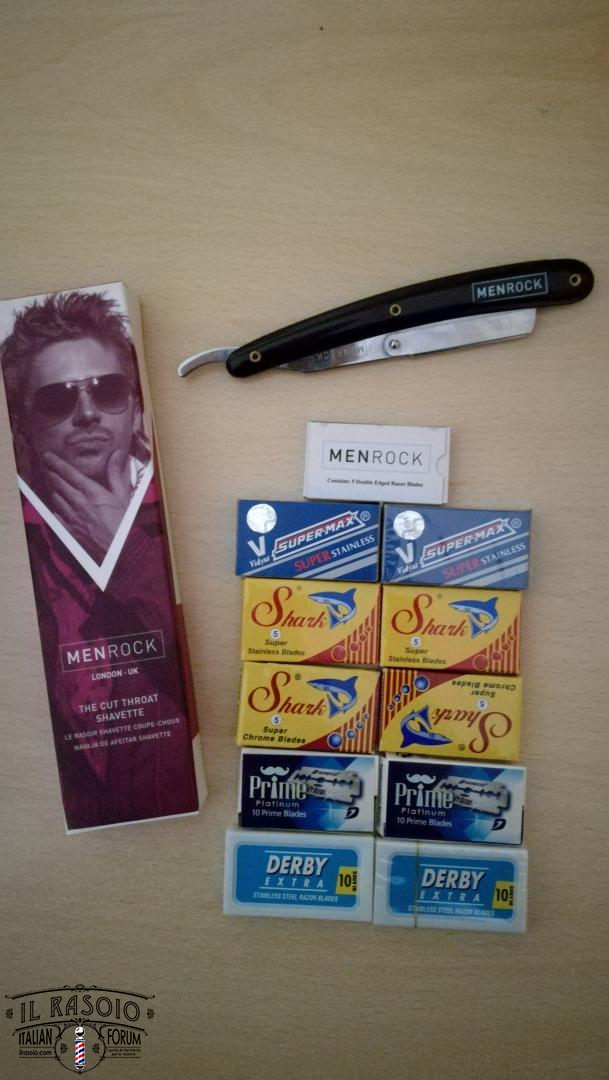 MENROCK
MENROCK
MENROCK
LONDON - UK
THE CUT THROAT
SHAVETTE
LE RASOIR SHAVETTE COUPE-CHOUX
NAVAJA DE AFEITAR SHAVETTE
MENROCK
Contains: 5 Double Edged Razor Blades
V
Vidyut
SUPER-MAX®
SUPER STAINLESS
V
Vidyut
SUPER-MAX®
SUPER STAINLESS
Shark®
5
Super
Stainless Blades
Shark®
5
Super
Stainless Blades
Shark®
5
Super
Chrome Blades
Shark®
5
Super
Chrome Blades
Prime
Platinum
10 Prime Blades
Prime
Platinum
10 Prime Blades
DERBY
EXTRA
10 BLADES
STAINLESS STEEL RAZOR BLADES
DERBY
EXTRA
10 BLADES
STAINLESS STEEL RAZOR BLADES
IL RASOIO
ITALIAN FORUM
ilrasoio.com